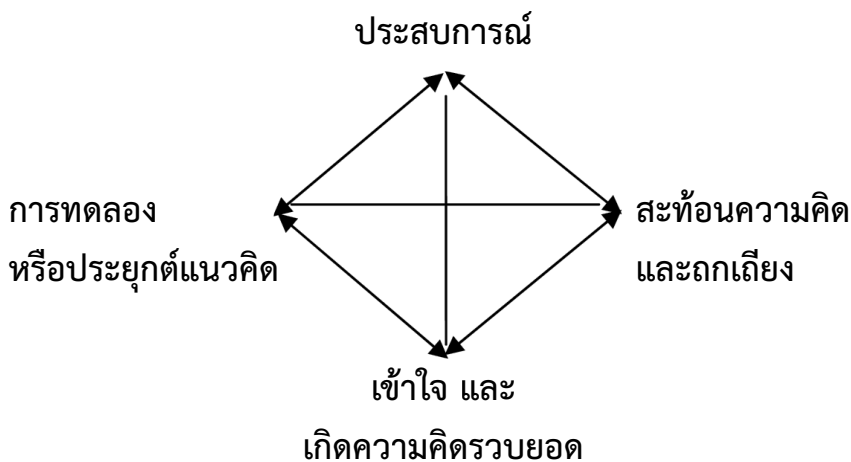 ประสบการณ์
การทดลอง
หรือประยุกต์แนวคิด
สะท้อนความคิด
และถกเถียง
เข้าใจ และ
เกิดความคิดรวบยอด